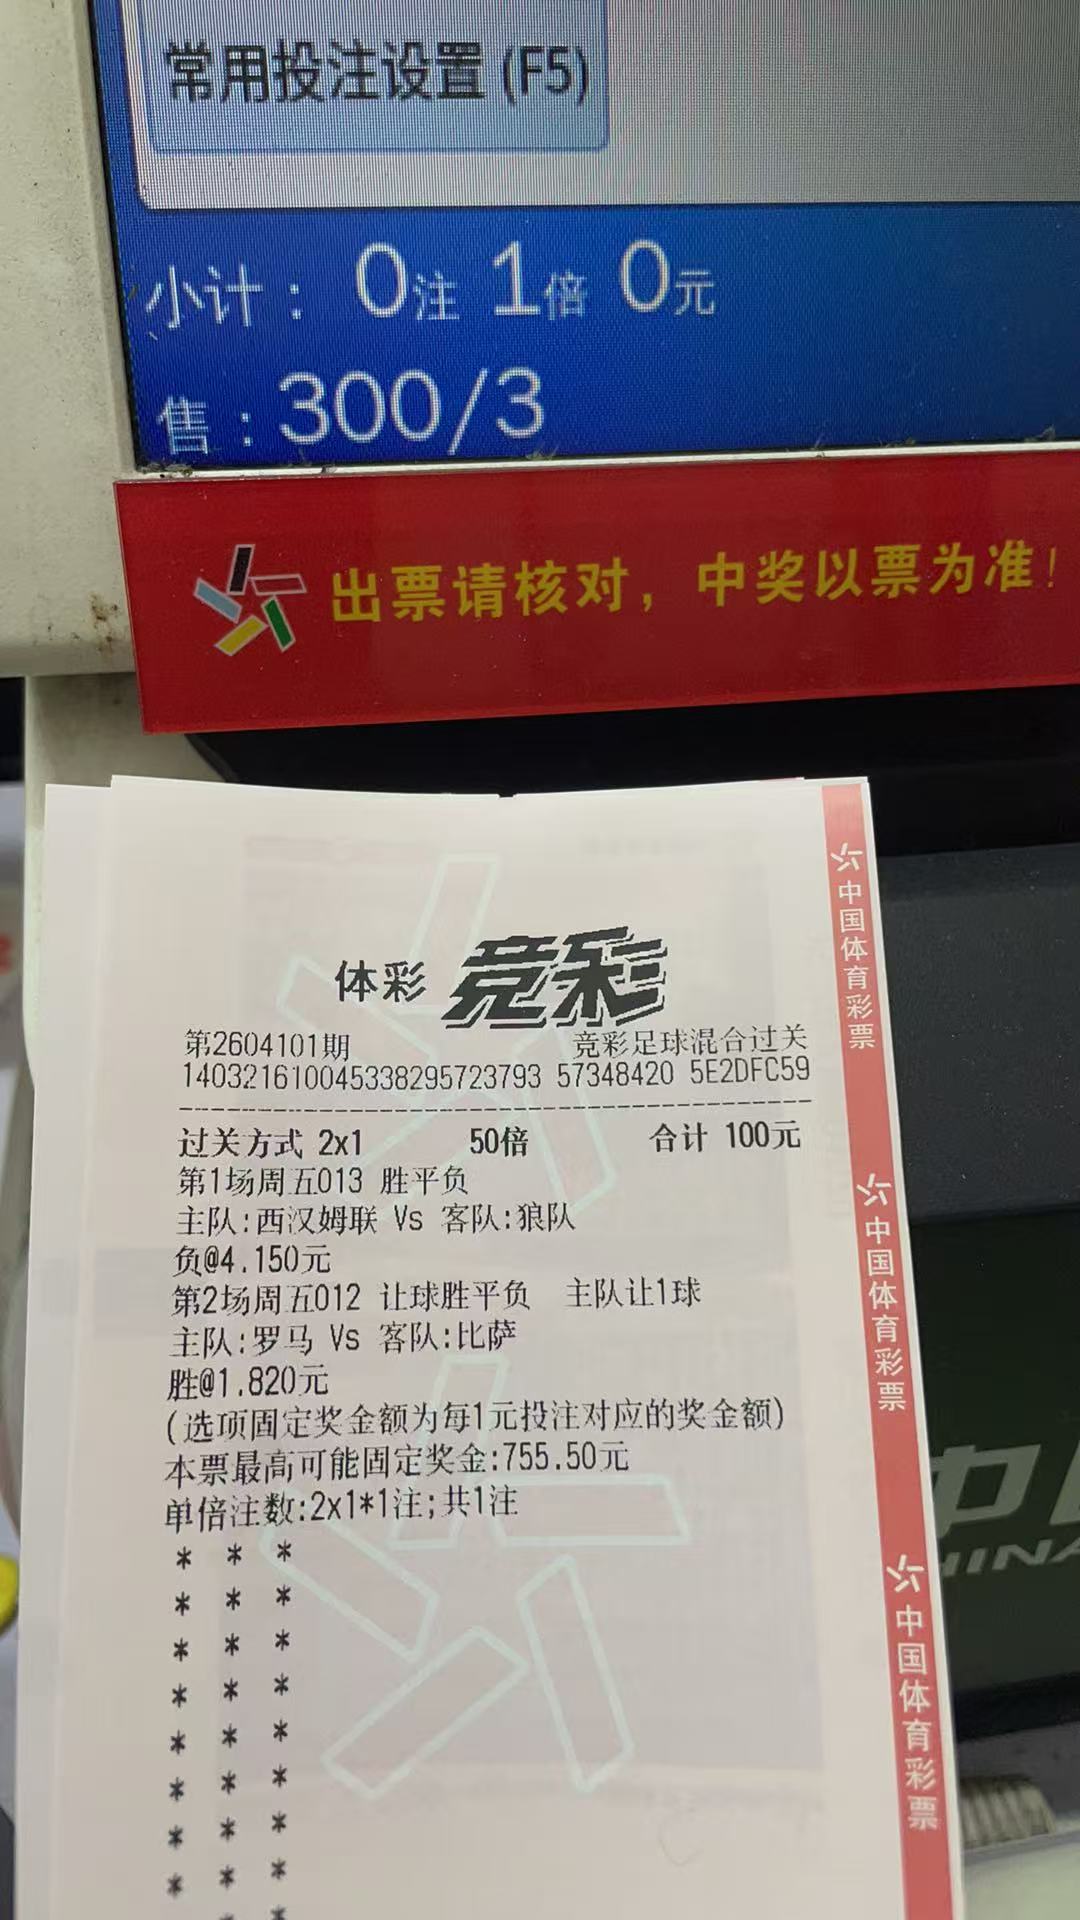 常用投注设置(F5)
小计： 0注 1倍 0元
售：300/3
出票请核对，中奖以票为准！
体彩 竞彩
第2604101期 竞彩足球混合过关
140321610045338295723793 57348420 5E2DFC59
过关方式 2x1 50倍 合计 100元
第1场周五013 胜平负
主队:西汉姆联 Vs 客队:狼队
负@4.150元
第2场周五012 让球胜平负 主队让1球
主队:罗马 Vs 客队:比萨
胜@1.820元
(选项固定奖金额为每1元投注对应的奖金额)
本票最高可能固定奖金:755.50元
单倍注数:2x1*1注;共1注
* * *
* * *
* * *
* * *
* * *
* * *
* * *
* * *
*
中国体育彩票
中国体育彩票
中国体育彩票
中